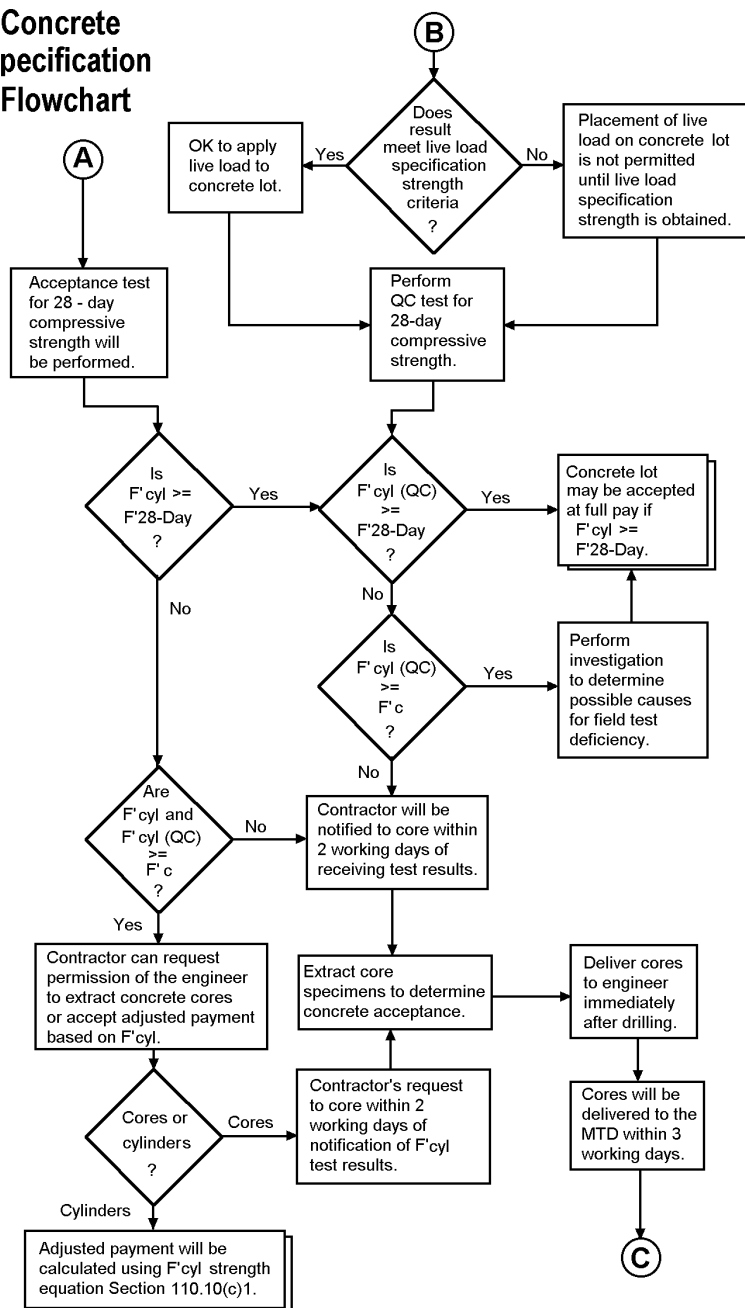 Concrete
pecification
Flowchart
B
Does
result
meet live load
specification
strength
criteria
?
Yes
No
OK to apply
live load to
concrete lot.
Placement of live
load on concrete lot
is not permitted
until live load
specification
strength is obtained.
A
Acceptance test
for 28 - day
compressive
strength will
be performed.
Perform
QC test for
28-day
compressive
strength.
Is
F'cyl >=
F'28-Day
?
Yes
No
Is
F'cyl (QC)
>=
F'28-Day
?
Yes
No
Concrete lot
may be accepted
at full pay if
F'cyl >=
F'28-Day.
Is
F'cyl (QC)
>=
F'c
?
Yes
No
Perform
investigation
to determine
possible causes
for field test
deficiency.
Are
F'cyl and
F'cyl (QC)
>=
F'c
?
No
Yes
Contractor will be
notified to core within
2 working days of
receiving test results.
Contractor can request
permission of the engineer
to extract concrete cores
or accept adjusted payment
based on F'cyl.
Extract core
specimens to determine
concrete acceptance.
Deliver cores
to engineer
immediately
after drilling.
Cores or
cylinders
?
Cores
Cylinders
Contractor's request
to core within 2
working days of
notification of F'cyl
test results.
Cores will be
delivered to the
MTD within 3
working days.
C
Adjusted payment will be
calculated using F'cyl strength
equation Section 110.10(c)1.